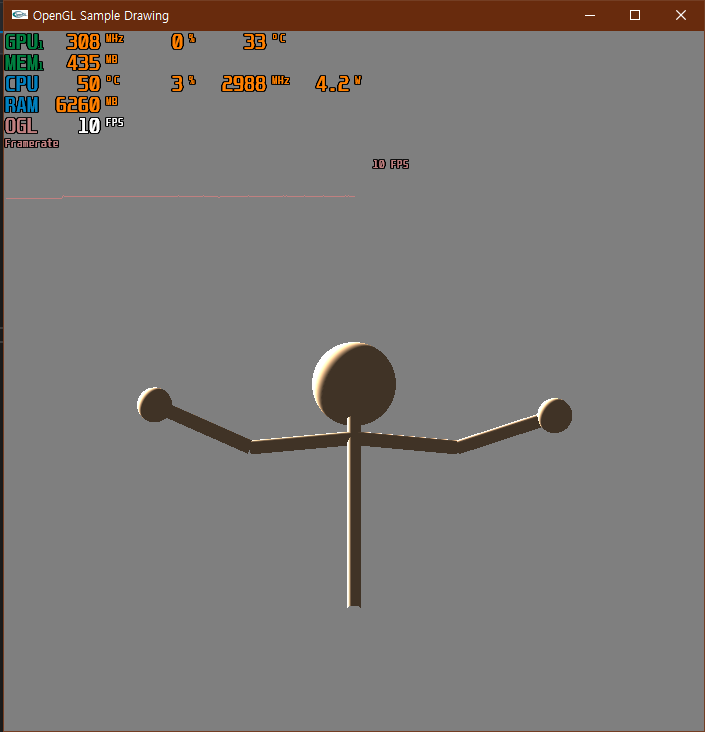 OpenGL Sample Drawing
GPU1 308 MHz 0 % 33 °C
MEM1 435 MB
CPU 50 °C 3 % 2988 MHz 4.2 W
RAM 6260 MB
OGL 10 FPS
Framerate
10 FPS